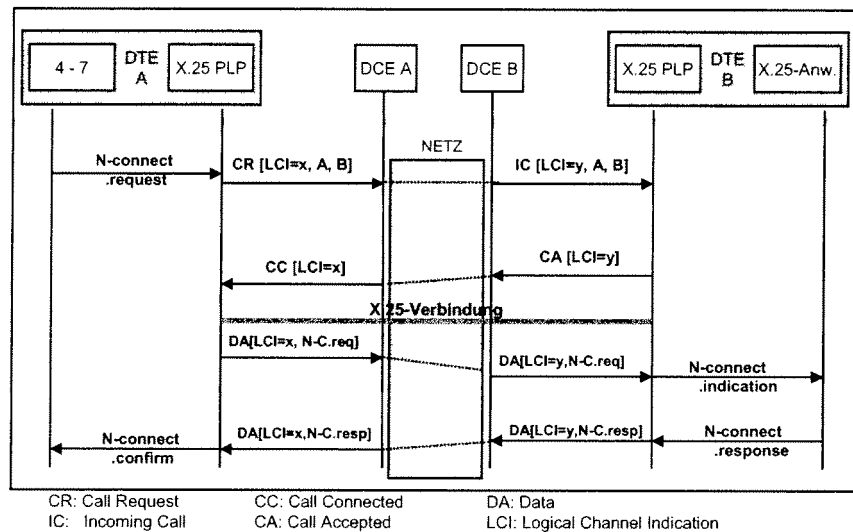 4 - 7
DTE
A
X.25 PLP
DCE A
DCE B
X.25 PLP
DTE
B
X.25-Anw.
NETZ
N-connect
.request
CR [LCI=x, A, B]
IC [LCI=y, A, B]
CC [LCI=x]
CA [LCI=y]
X.25-Verbindung
DA[LCI=x, N-C.req]
DA[LCI=y,N-C.req]
N-connect
.indication
N-connect
.confirm
DA[LCI=x,N-C.resp]
DA[LCI=y,N-C.resp]
N-connect
.response
CR: Call Request
CC: Call Connected
DA: Data
IC: Incoming Call
CA: Call Accepted
LCI: Logical Channel Indication